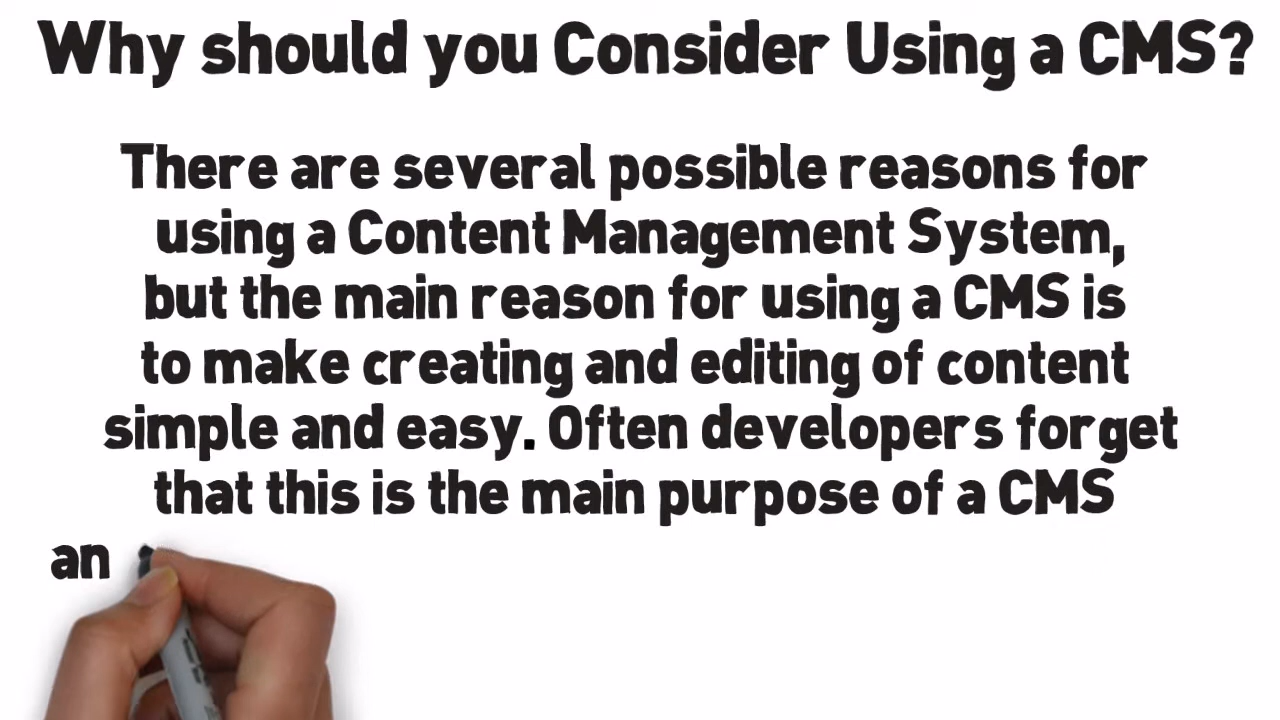 Why should you Consider Using a CMS?
There are several possible reasons for
using a Content Management System,
but the main reason for using a CMS is
to make creating and editing of content
simple and easy. Often developers forget
that this is the main purpose of a CMS
an